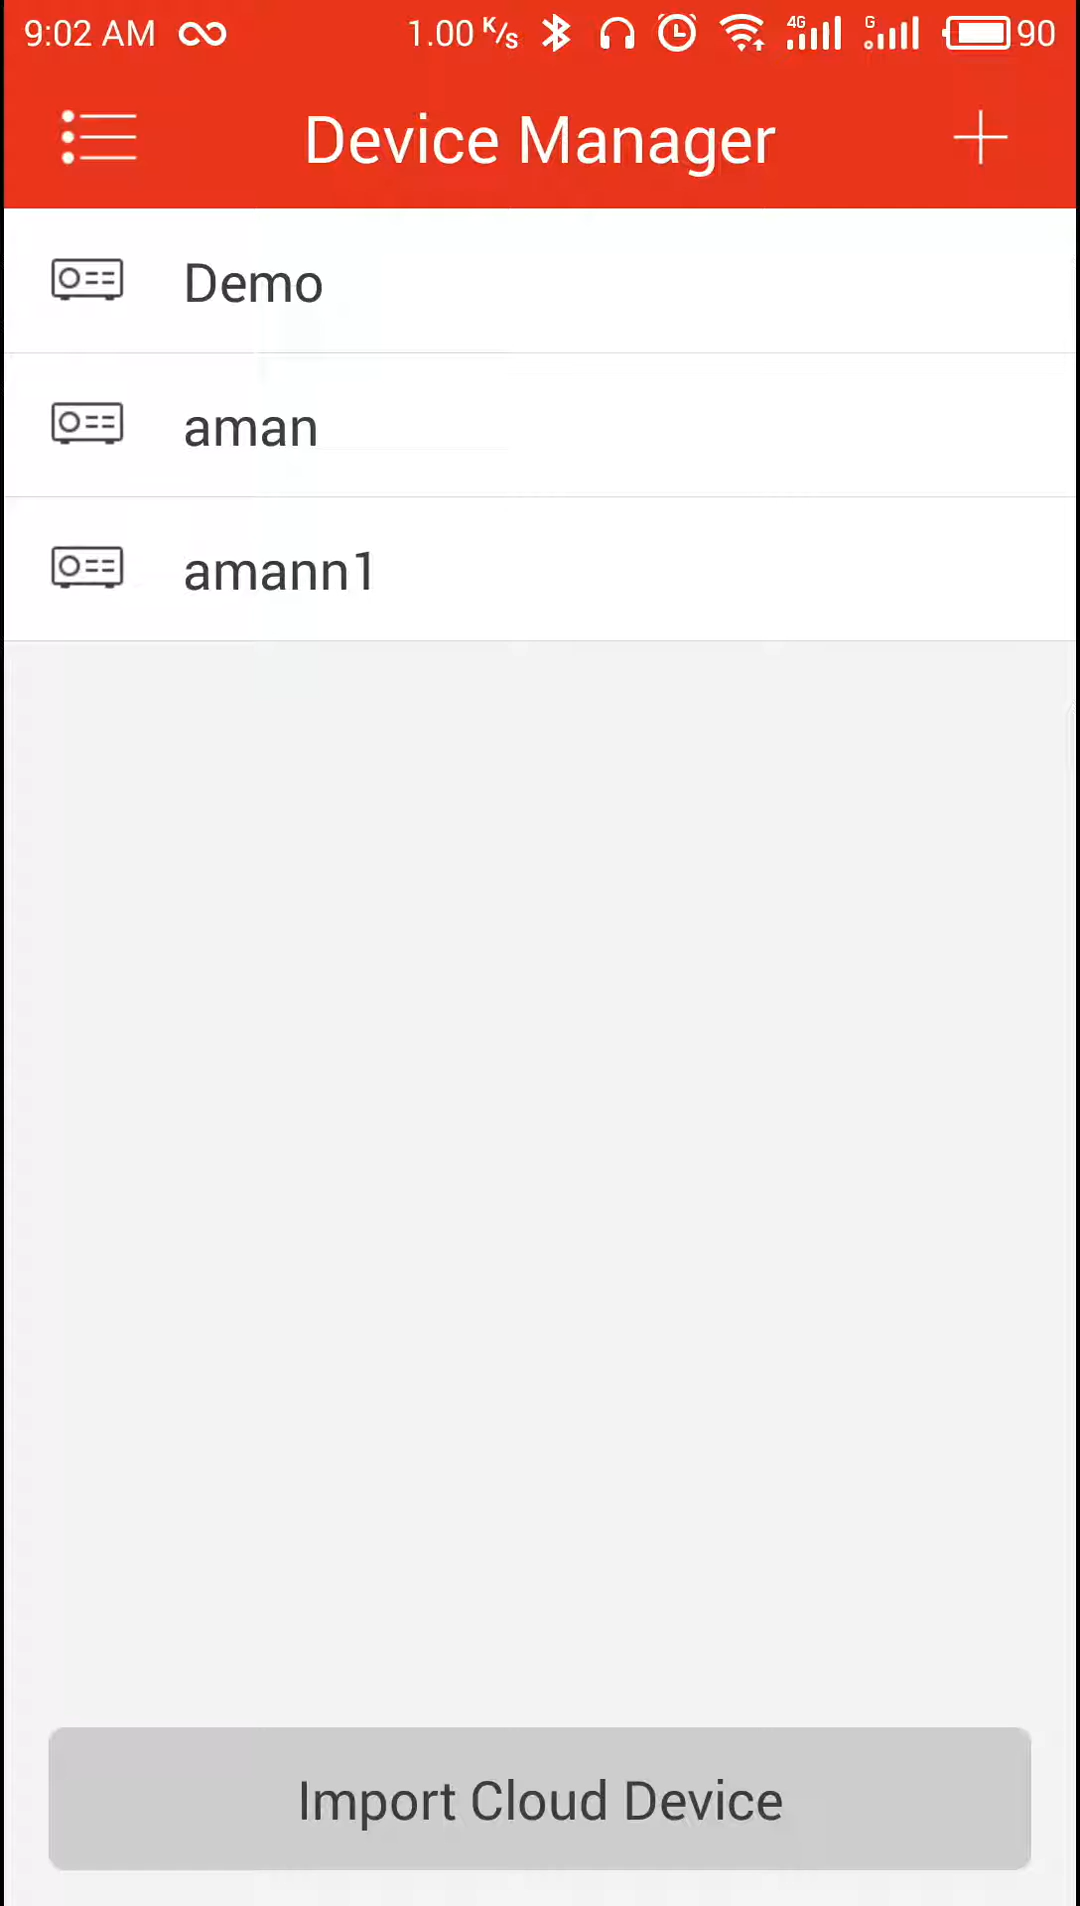 9:02 AM 1.00 K/s 4G G 90
Device Manager
Demo
aman
amann1
Import Cloud Device